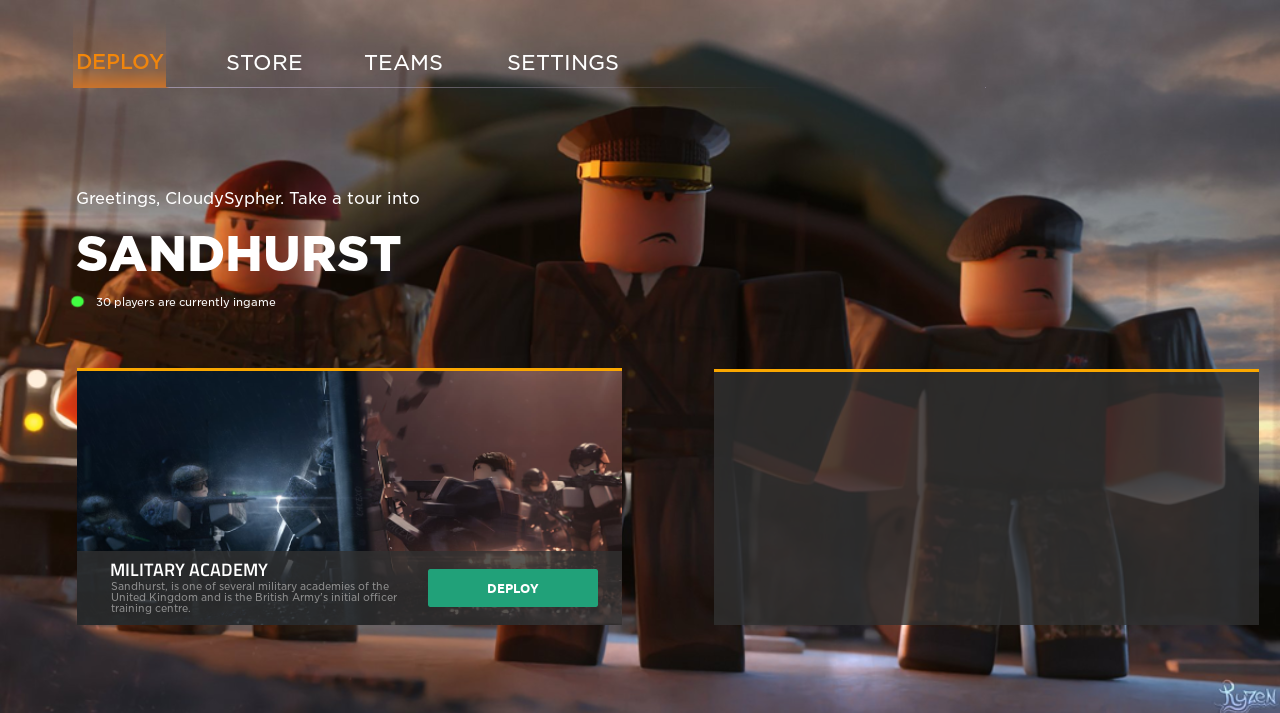 DEPLOY STORE TEAMS SETTINGS
Greetings, CloudySypher. Take a tour into
SANDHURST
30 players are currently ingame
MILITARY ACADEMY
Sandhurst, is one of several military academies of the
United Kingdom and is the British Army's initial officer
training centre.
DEPLOY
Ryzen